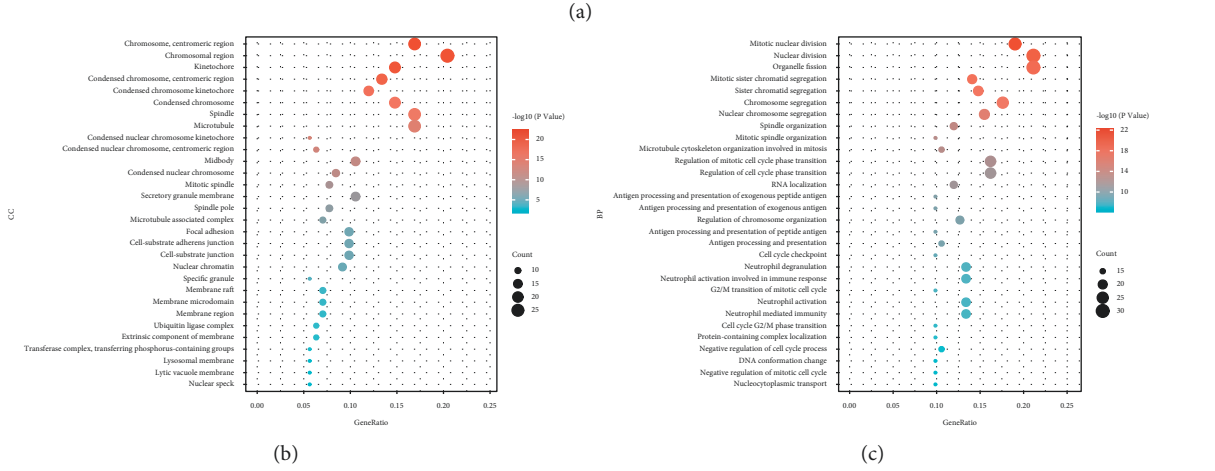 (a)
CC
Chromosome, centromeric region
Chromosomal region
Kinetochore
Condensed chromosome, centromeric region
Condensed chromosome kinetochore
Condensed chromosome
Spindle
Microtubule
Condensed nuclear chromosome kinetochore
Condensed nuclear chromosome, centromeric region
Midbody
Condensed nuclear chromosome
Mitotic spindle
Secretory granule membrane
Spindle pole
Microtubule associated complex
Focal adhesion
Cell-substrate adherens junction
Cell-substrate junction
Nuclear chromatin
Specific granule
Membrane raft
Membrane microdomain
Membrane region
Ubiquitin ligase complex
Extrinsic component of membrane
Transferase complex, transferring phosphorus-containing groups
Lysosomal membrane
Lytic vacuole membrane
Nuclear speck
0.00 0.05 0.10 0.15 0.20 0.25
GeneRatio
-log10 (P Value)
20
15
10
5
Count
10
15
20
25
(b)
BP
Mitotic nuclear division
Nuclear division
Organelle fission
Mitotic sister chromatid segregation
Sister chromatid segregation
Chromosome segregation
Nuclear chromosome segregation
Spindle organization
Mitotic spindle organization
Microtubule cytoskeleton organization involved in mitosis
Regulation of mitotic cell cycle phase transition
Regulation of cell cycle phase transition
RNA localization
Antigen processing and presentation of exogenous peptide antigen
Antigen processing and presentation of exogenous antigen
Regulation of chromosome organization
Antigen processing and presentation of peptide antigen
Antigen processing and presentation
Cell cycle checkpoint
Neutrophil degranulation
Neutrophil activation involved in immune response
G2/M transition of mitotic cell cycle
Neutrophil activation
Neutrophil mediated immunity
Cell cycle G2/M phase transition
Protein-containing complex localization
Negative regulation of cell cycle process
DNA conformation change
Negative regulation of mitotic cell cycle
Nucleocytoplasmic transport
0.00 0.05 0.10 0.15 0.20 0.25
GeneRatio
-log10 (P Value)
22
18
14
10
Count
15
20
25
30
(c)